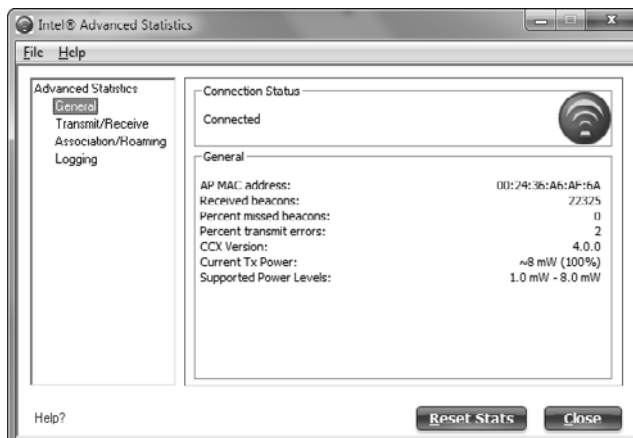 Intel® Advanced Statistics
File Help
Advanced Statistics
General
Transmit/Receive
Association/Roaming
Logging
Connection Status
Connected
General
AP MAC address: 00:24:36:A6:AF:6A
Received beacons: 22325
Percent missed beacons: 0
Percent transmit errors: 2
CCX Version: 4.0.0
Current Tx Power: ~8 mW (100%)
Supported Power Levels: 1.0 mW - 8.0 mW
Help?
Reset Stats
Close